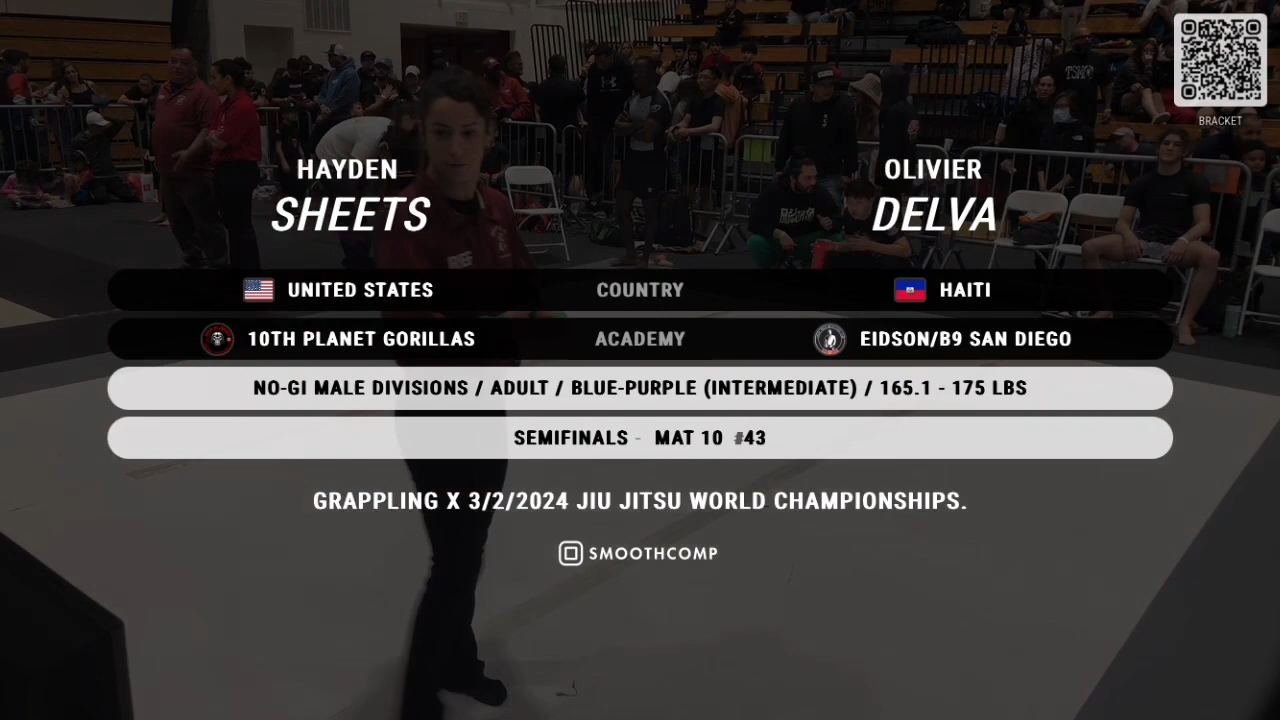 BRACKET
HAYDEN
SHEETS
OLIVIER
DELVA
UNITED STATES COUNTRY HAITI
10TH PLANET GORILLAS ACADEMY EIDSON/B9 SAN DIEGO
NO-GI MALE DIVISIONS / ADULT / BLUE-PURPLE (INTERMEDIATE) / 165.1 - 175 LBS
SEMIFINALS - MAT 10 #43
GRAPPLING X 3/2/2024 JIU JITSU WORLD CHAMPIONSHIPS.
SMOOTHCOMP